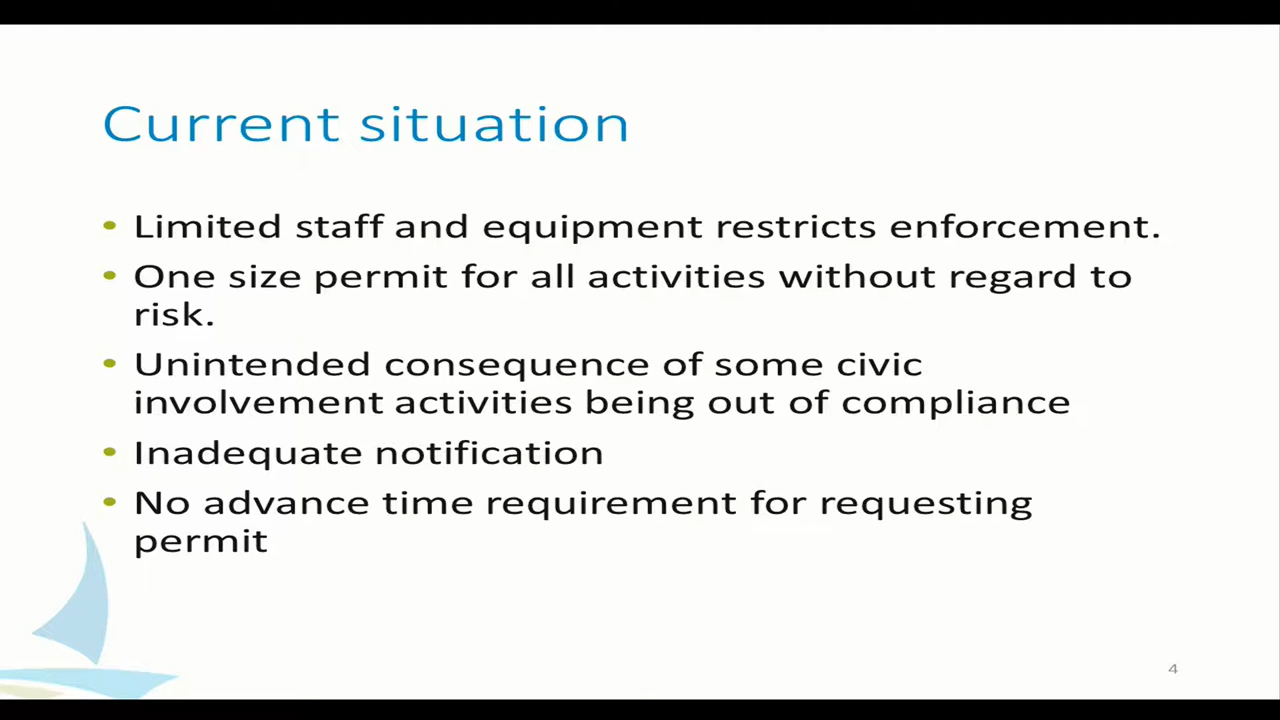 Current situation
• Limited staff and equipment restricts enforcement.
• One size permit for all activities without regard to
risk.
• Unintended consequence of some civic
involvement activities being out of compliance
• Inadequate notification
• No advance time requirement for requesting
permit
4